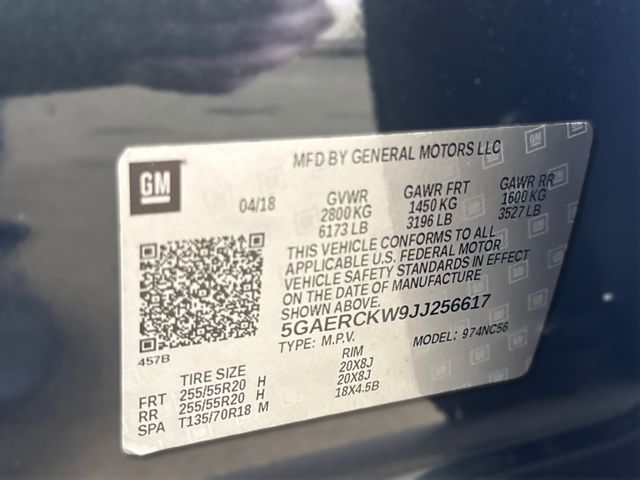 GM
MFD BY GENERAL MOTORS LLC
04/18
GVWR
2800 KG
6173 LB
GAWR FRT
1450 KG
3196 LB
GAWR RR
1600 KG
3527 LB
THIS VEHICLE CONFORMS TO ALL
APPLICABLE U.S. FEDERAL MOTOR
VEHICLE SAFETY STANDARDS IN EFFECT
ON THE DATE OF MANUFACTURE
SHOWN ABOVE.
5GAERCKW9JJ256617
TYPE: M.P.V. MODEL: 974NC56
457B
TIRE SIZE RIM
FRT 255/55R20 H 20X8J
RR 255/55R20 H 20X8J
SPA T135/70R18 M 18X4.5B